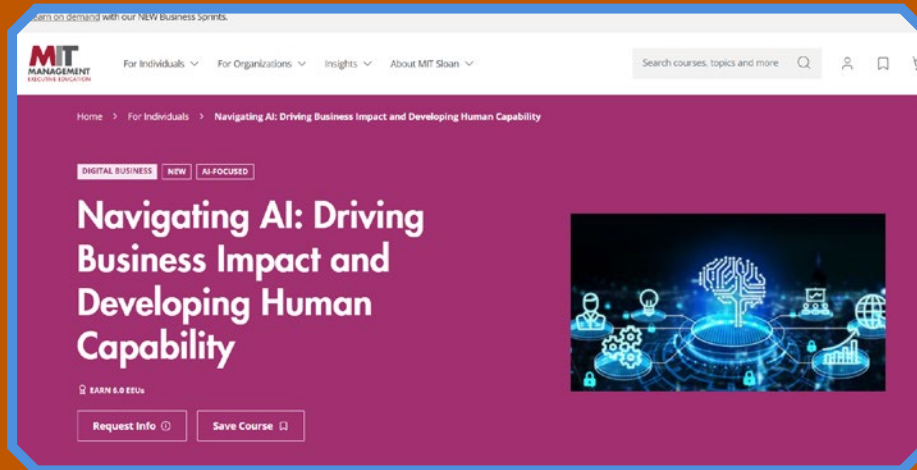 Learn on demand with our NEW Business Sprints.
MIT
MANAGEMENT
EXECUTIVE EDUCATION
For Individuals
For Organizations
Insights
About MIT Sloan
Search courses, topics and more
Home > For Individuals > Navigating AI: Driving Business Impact and Developing Human Capability
DIGITAL BUSINESS
NEW
AI-FOCUSED
Navigating AI: Driving
Business Impact and
Developing Human
Capability
EARN 6.0 EEUs
Request Info
Save Course